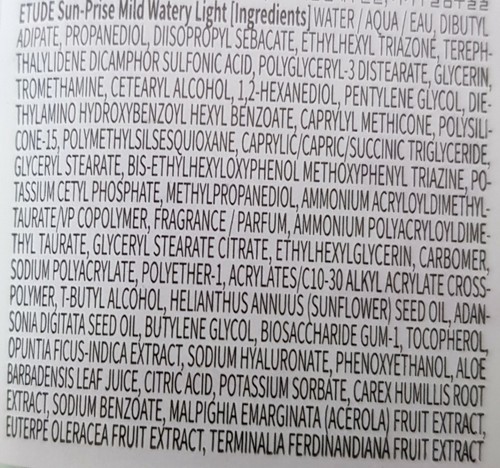 ETUDE Sun-Prise Mild Watery Light [Ingredients] WATER / AQUA / EAU, DIBUTYL
ADIPATE, PROPANEDIOL, DIISOPROPYL SEBACATE, ETHYLHEXYL TRIAZONE, TEREPH-
THALYLIDENE DICAMPHOR SULFONIC ACID, POLYGLYCERYL-3 DISTEARATE, GLYCERIN,
TROMETHAMINE, CETEARYL ALCOHOL, 1,2-HEXANEDIOL, PENTYLENE GLYCOL, DIE-
THYLAMINO HYDROXYBENZOYL HEXYL BENZOATE, CAPRYLYL METHICONE, POLYSILI-
CONE-15, POLYMETHYLSILSESQUIOXANE, CAPRYLIC/CAPRIC/SUCCINIC TRIGLYCERIDE,
GLYCERYL STEARATE, BIS-ETHYLHEXYLOXYPHENOL METHOXYPHENYL TRIAZINE, PO-
TASSIUM CETYL PHOSPHATE, METHYLPROPANEDIOL, AMMONIUM ACRYLOYLDIMETHYL-
TAURATE/VP COPOLYMER, FRAGRANCE / PARFUM, AMMONIUM POLYACRYLOYLDIME-
THYL TAURATE, GLYCERYL STEARATE CITRATE, ETHYLHEXYLGLYCERIN, CARBOMER,
SODIUM POLYACRYLATE, POLYETHER-1, ACRYLATES/C10-30 ALKYL ACRYLATE CROSS-
POLYMER, T-BUTYL ALCOHOL, HELIANTHUS ANNUUS (SUNFLOWER) SEED OIL, ADAN-
SONIA DIGITATA SEED OIL, BUTYLENE GLYCOL, BIOSACCHARIDE GUM-1, TOCOPHEROL,
OPUNTIA FICUS-INDICA EXTRACT, SODIUM HYALURONATE, PHENOXYETHANOL, ALOE
BARBADENSIS LEAF JUICE, CITRIC ACID, POTASSIUM SORBATE, CAREX HUMILLIS ROOT
EXTRACT, SODIUM BENZOATE, MALPIGHIA EMARGINATA (ACEROLA) FRUIT EXTRACT,
EUTERPE OLERACEA FRUIT EXTRACT, TERMINALIA FERDINANDIANA FRUIT EXTRACT